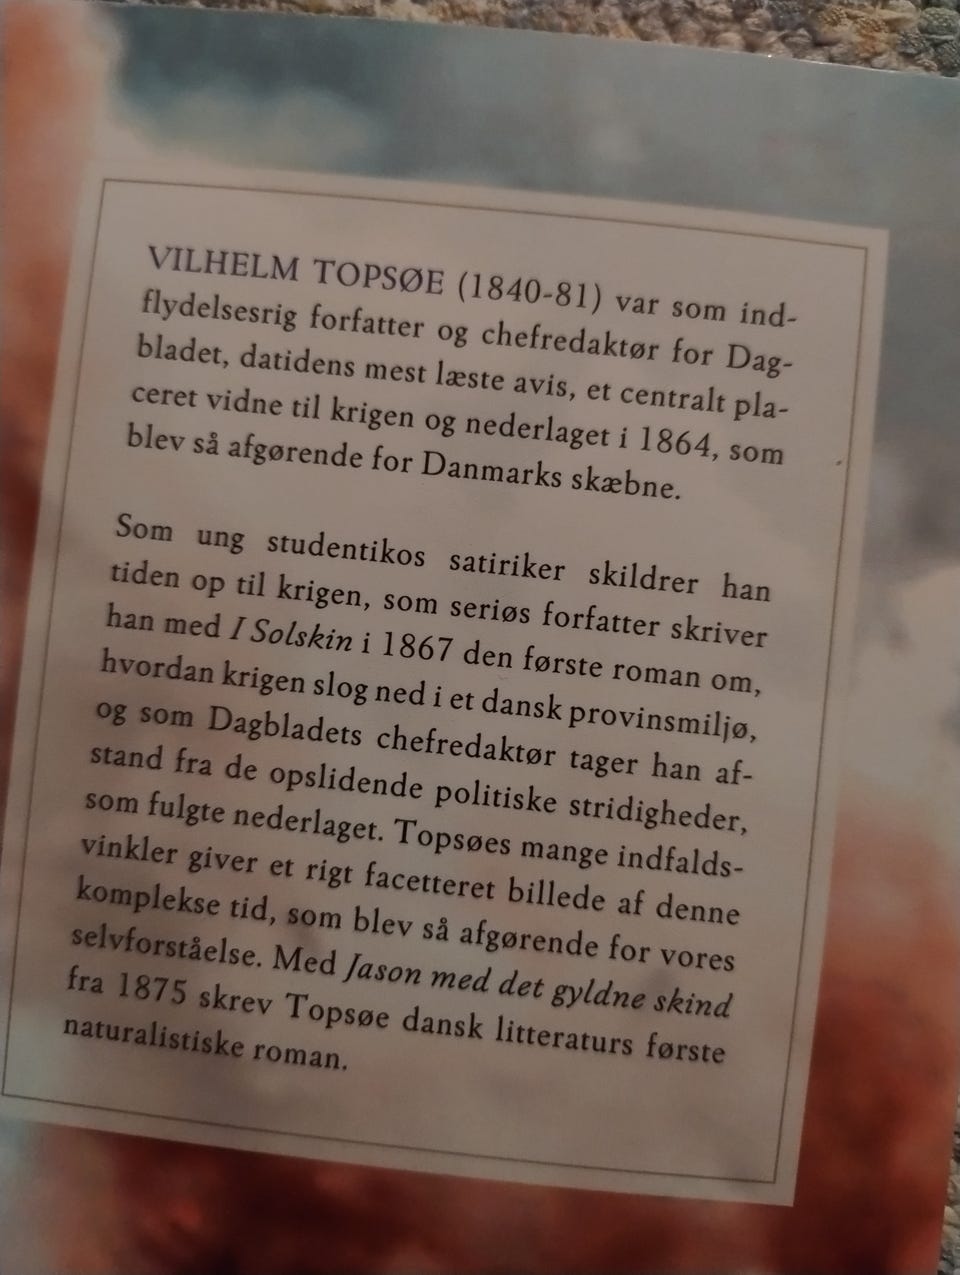 VILHELM TOPSØE (1840-81) var som ind-
flydelsesrig forfatter og chefredaktør for Dag-
bladet, datidens mest læste avis, et centralt pla-
ceret vidne til krigen og nederlaget i 1864, som
blev så afgørende for Danmarks skæbne.
Som ung studentikos satiriker skildrer han
tiden op til krigen, som seriøs forfatter skriver
han med I Solskin i 1867 den første roman om,
hvordan krigen slog ned i et dansk provinsmiljø,
og som Dagbladets chefredaktør tager han af-
stand fra de opslidende politiske stridigheder,
som fulgte nederlaget. Topsøes mange indfalds-
vinkler giver et rigt facetteret billede af denne
komplekse tid, som blev så afgørende for vores
selvforståelse. Med Jason med det gyldne skind
fra 1875 skrev Topsøe dansk litteraturs første
naturalistiske roman.